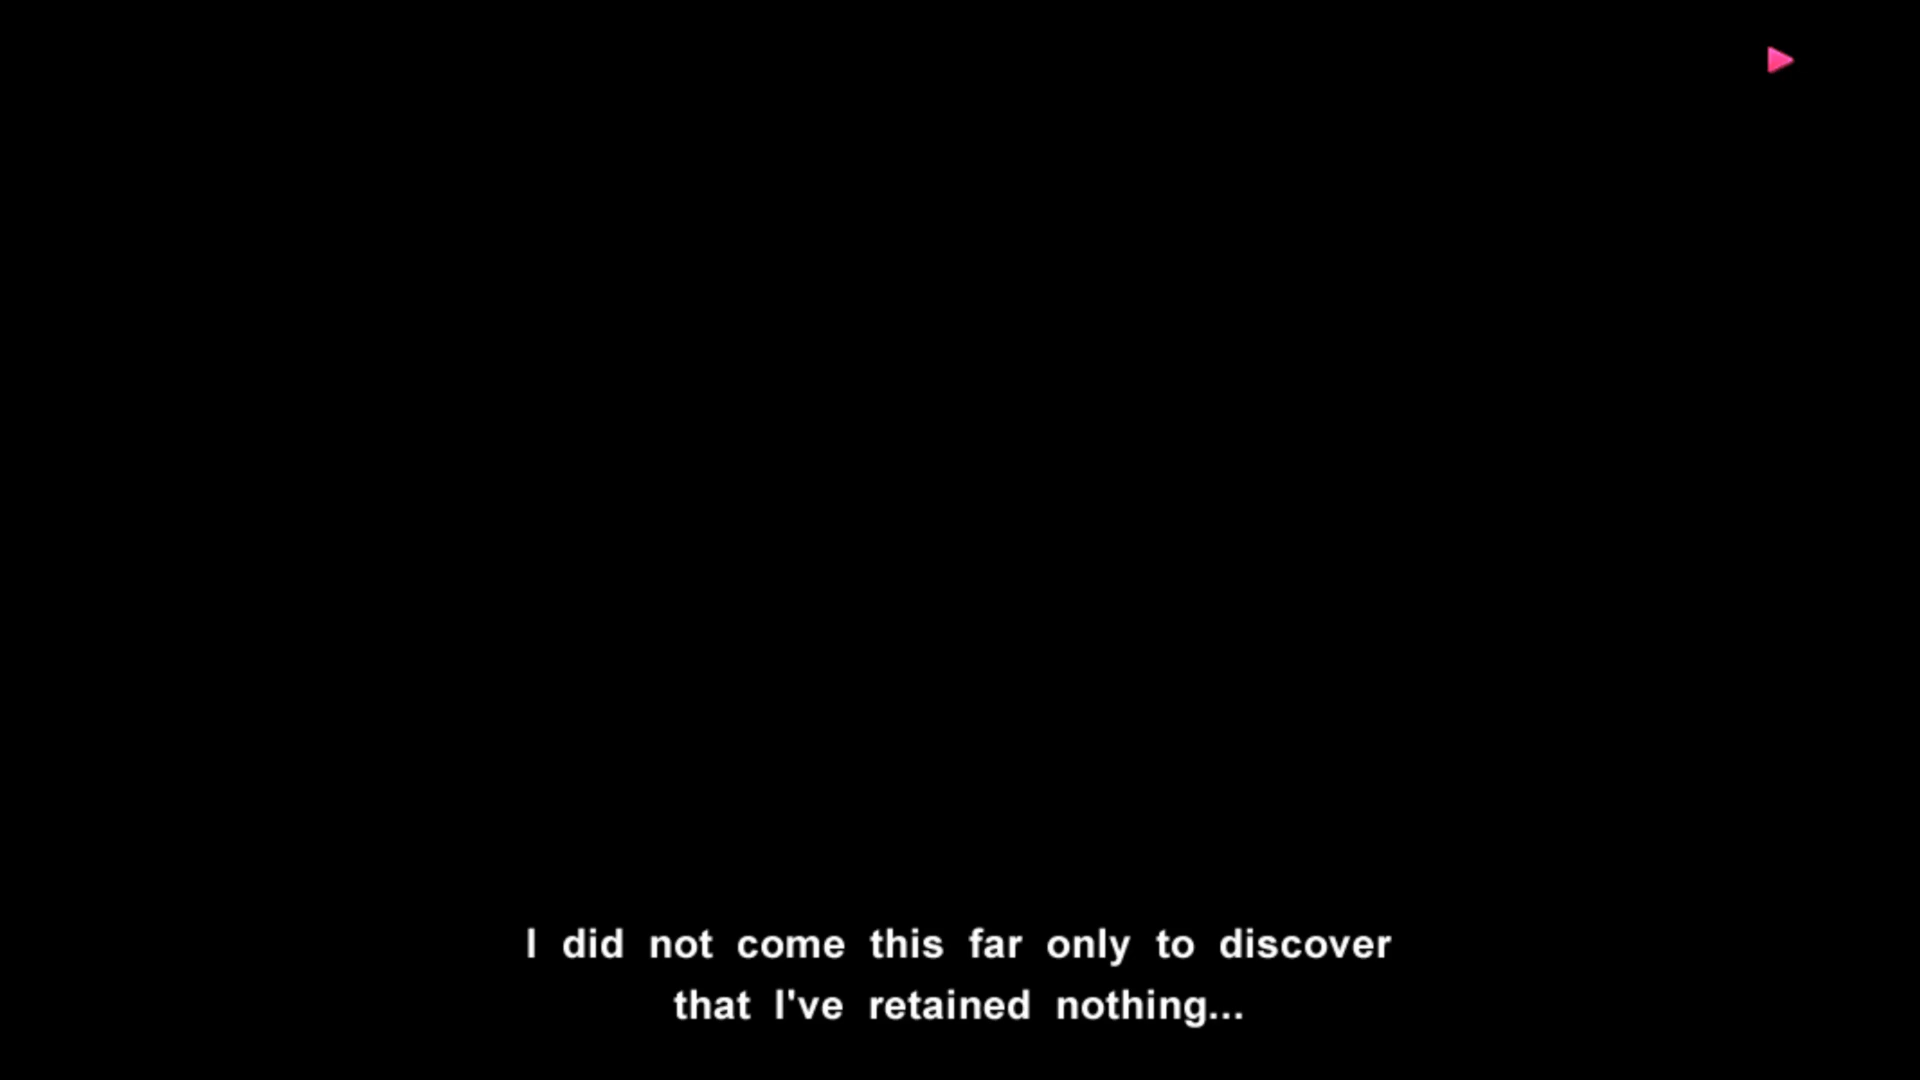 I did not come this far only to discover
that I've retained nothing...